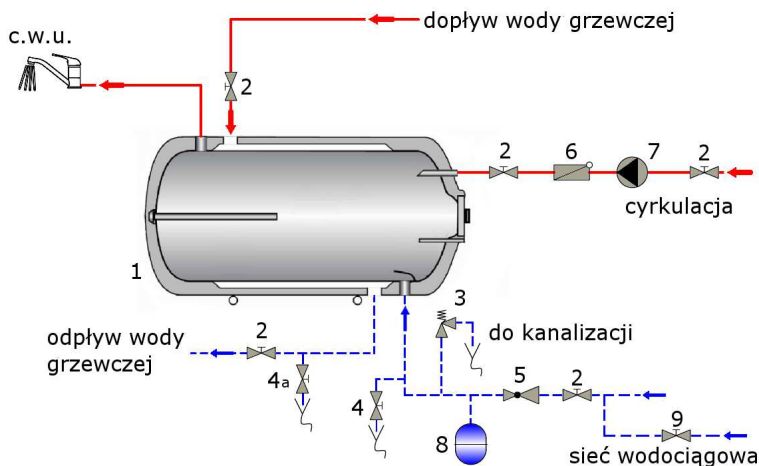 dopływ wody grzewczej
c.w.u.
2
2
6
7
2
cyrkulacja
1
3
do kanalizacji
odpływ wody
grzewczej
2
4a
4
5
2
8
9
sieć wodociągowa